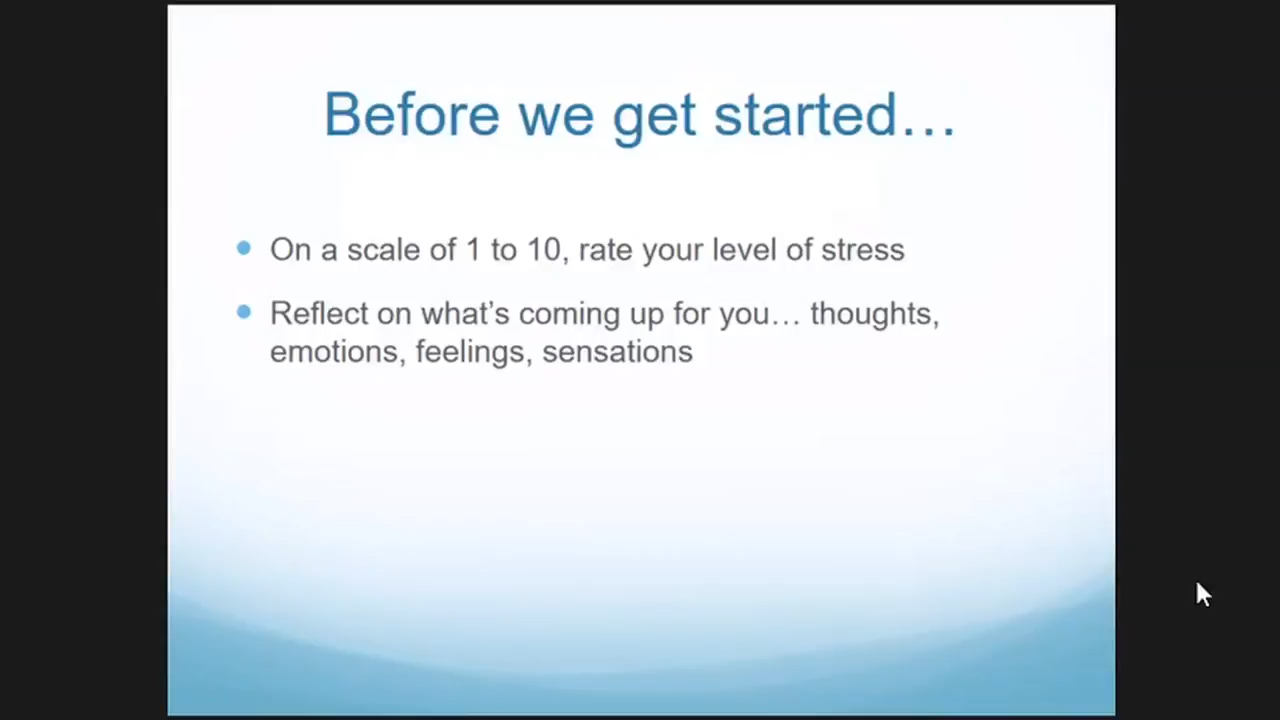 Before we get started…
On a scale of 1 to 10, rate your level of stress
Reflect on what’s coming up for you… thoughts,
emotions, feelings, sensations